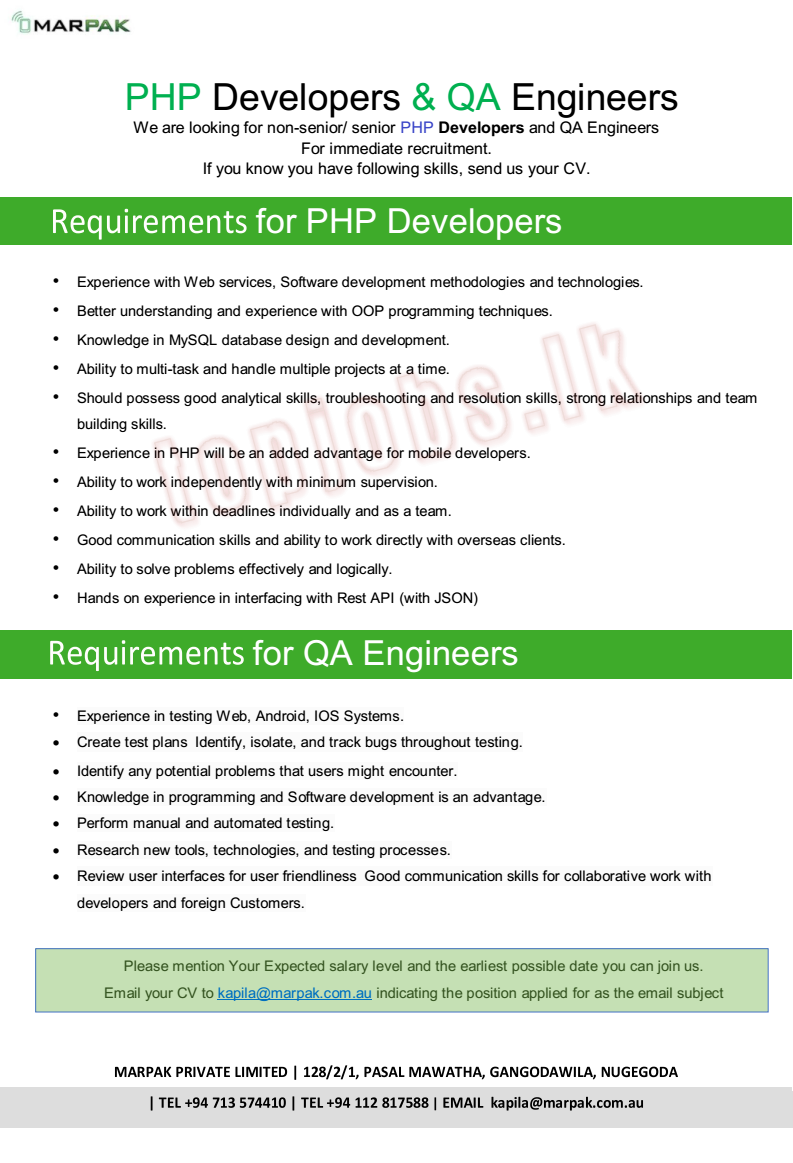 MARPAK
PHP Developers & QA Engineers
We are looking for non-senior/ senior PHP Developers and QA Engineers
For immediate recruitment.
If you know you have following skills, send us your CV.
Requirements for PHP Developers
• Experience with Web services, Software development methodologies and technologies.
• Better understanding and experience with OOP programming techniques.
• Knowledge in MySQL database design and development.
• Ability to multi-task and handle multiple projects at a time.
• Should possess good analytical skills, troubleshooting and resolution skills, strong relationships and team
building skills.
• Experience in PHP will be an added advantage for mobile developers.
• Ability to work independently with minimum supervision.
• Ability to work within deadlines individually and as a team.
• Good communication skills and ability to work directly with overseas clients.
• Ability to solve problems effectively and logically.
• Hands on experience in interfacing with Rest API (with JSON)
topjobs.lk
Requirements for QA Engineers
• Experience in testing Web, Android, IOS Systems.
• Create test plans  Identify, isolate, and track bugs throughout testing.
• Identify any potential problems that users might encounter.
• Knowledge in programming and Software development is an advantage.
• Perform manual and automated testing.
• Research new tools, technologies, and testing processes.
• Review user interfaces for user friendliness  Good communication skills for collaborative work with
developers and foreign Customers.
Please mention Your Expected salary level and the earliest possible date you can join us.
Email your CV to kapila@marpak.com.au indicating the position applied for as the email subject
MARPAK PRIVATE LIMITED | 128/2/1, PASAL MAWATHA, GANGODAWILA, NUGEGODA
| TEL +94 713 574410 | TEL +94 112 817588 | EMAIL  kapila@marpak.com.au